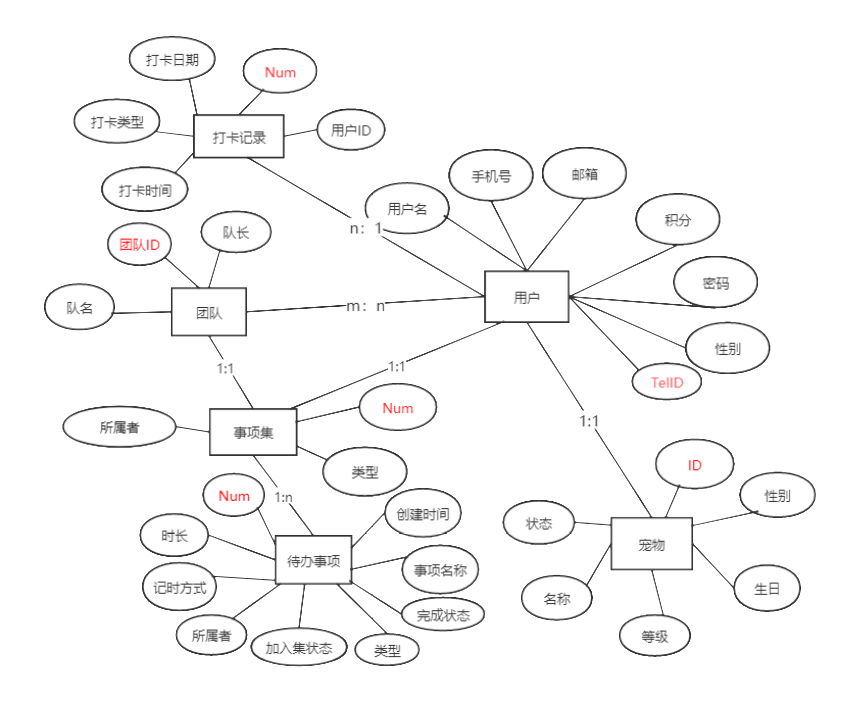 打卡日期
Num
打卡类型
打卡记录
用户ID
打卡时间
手机号
邮箱
用户名
n：1
积分
团队ID
队长
队名
团队
m：n
用户
密码
性别
TelID
1:1
1:1
Num
1:1
所属者
事项集
类型
ID
Num
1:n
创建时间
性别
时长
状态
宠物
待办事项
事项名称
记时方式
名称
生日
完成状态
所属者
加入集状态
类型
等级